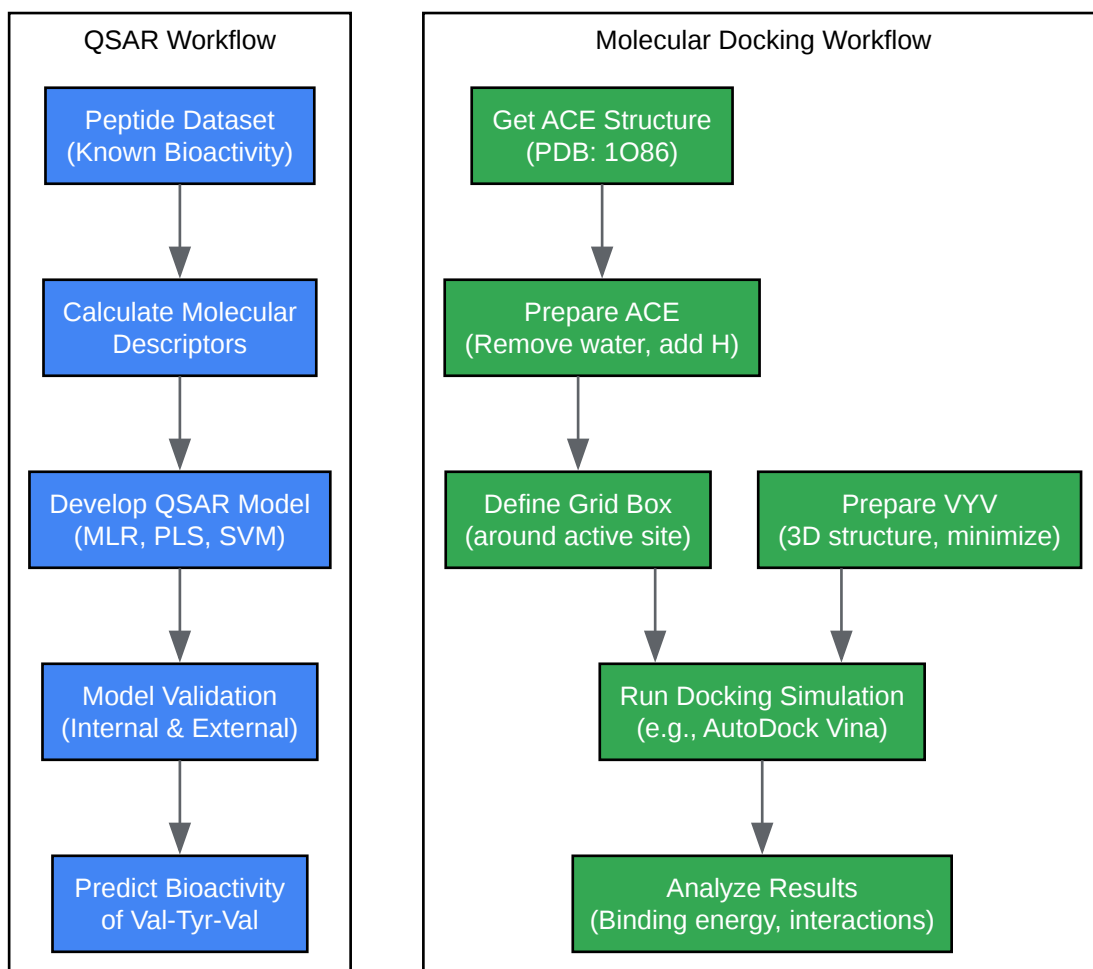 QSAR Workflow
Peptide Dataset
(Known Bioactivity)
Calculate Molecular
Descriptors
Develop QSAR Model
(MLR, PLS, SVM)
Model Validation
(Internal & External)
Predict Bioactivity
of Val-Tyr-Val
Molecular Docking Workflow
Get ACE Structure
(PDB: 1O86)
Prepare ACE
(Remove water, add H)
Define Grid Box
(around active site)
Prepare VYV
(3D structure, minimize)
Run Docking Simulation
(e.g., AutoDock Vina)
Analyze Results
(Binding energy, interactions)